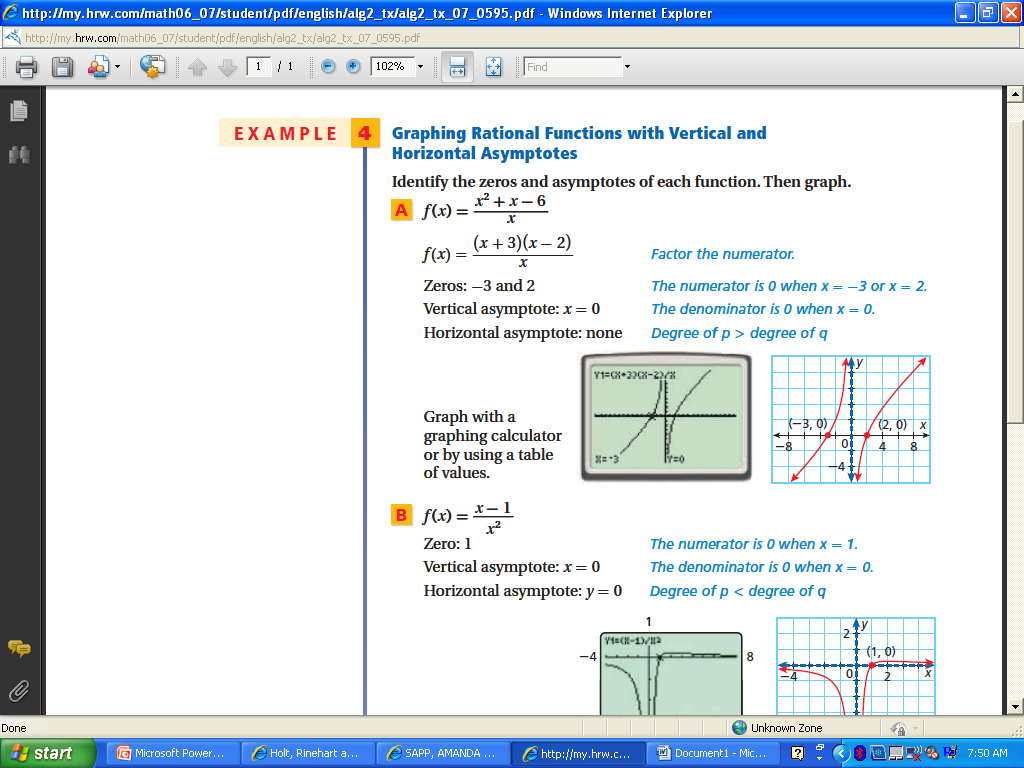 http://my.hrw.com/math06_07/student/pdf/english/alg2_tx/alg2_tx_07_0595.pdf - Windows Internet Explorer
http://my.hrw.com/math06_07/student/pdf/english/alg2_tx/alg2_tx_07_0595.pdf
1 / 1 102% Find
EXAMPLE 4 Graphing Rational Functions with Vertical and
Horizontal Asymptotes
Identify the zeros and asymptotes of each function. Then graph.
A f(x) = x² + x − 6 / x
f(x) = (x + 3)(x − 2) / x Factor the numerator.
Zeros: −3 and 2 The numerator is 0 when x = −3 or x = 2.
Vertical asymptote: x = 0 The denominator is 0 when x = 0.
Horizontal asymptote: none Degree of p > degree of q
Graph with a
graphing calculator
or by using a table
of values.
Y1=(X+3)(X-2)/X
X=-3 Y=0
y
(−3, 0) (2, 0) x
−8 0 4 8
−4
B f(x) = x − 1 / x²
Zero: 1 The numerator is 0 when x = 1.
Vertical asymptote: x = 0 The denominator is 0 when x = 0.
Horizontal asymptote: y = 0 Degree of p < degree of q
1
Y1=(X-1)/X²
−4 8
2 y
(1, 0)
−4 0 2 x
Done Unknown Zone
start Microsoft Power... Holt, Rinehart a... SAPP, AMANDA ... http://my.hrw.c... Document1 - Mic... 7:50 AM